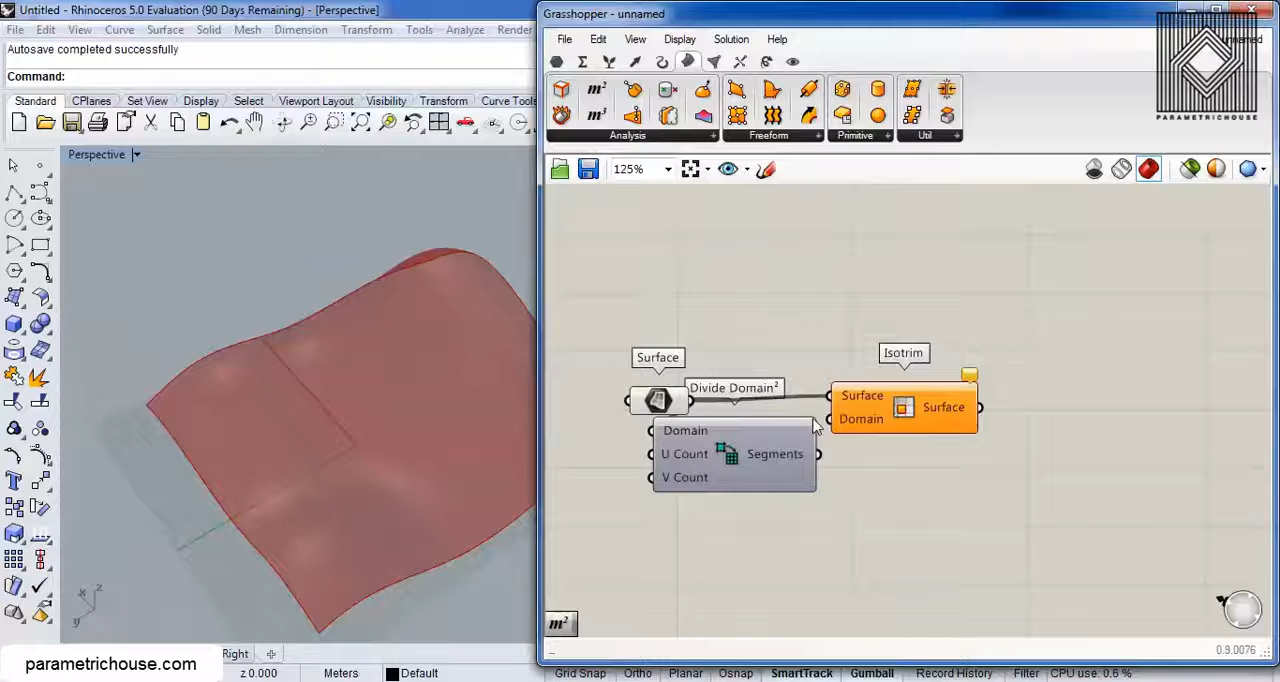 Untitled - Rhinoceros 5.0 Evaluation (90 Days Remaining) - [Perspective]
File Edit View Curve Surface Solid Mesh Dimension Transform Tools Analyze Render
Autosave completed successfully
Command:
Standard CPlanes Set View Display Select Viewport Layout Visibility Transform Curve Tools
Perspective
z
x
y
Right
z 0.000 Meters Default Grid Snap Ortho Planar Osnap SmartTrack Gumball Record History Filter CPU use: 0.6 %
parametrichouse.com
Grasshopper - unnamed
File Edit View Display Solution Help unnamed
PARAMETRICHOUSE
m²
m³
Analysis Freeform Primitive Util
125%
Surface
Divide Domain²
Isotrim
Domain
U Count
V Count
Segments
Surface
Domain
Surface
m²
0.9.0076